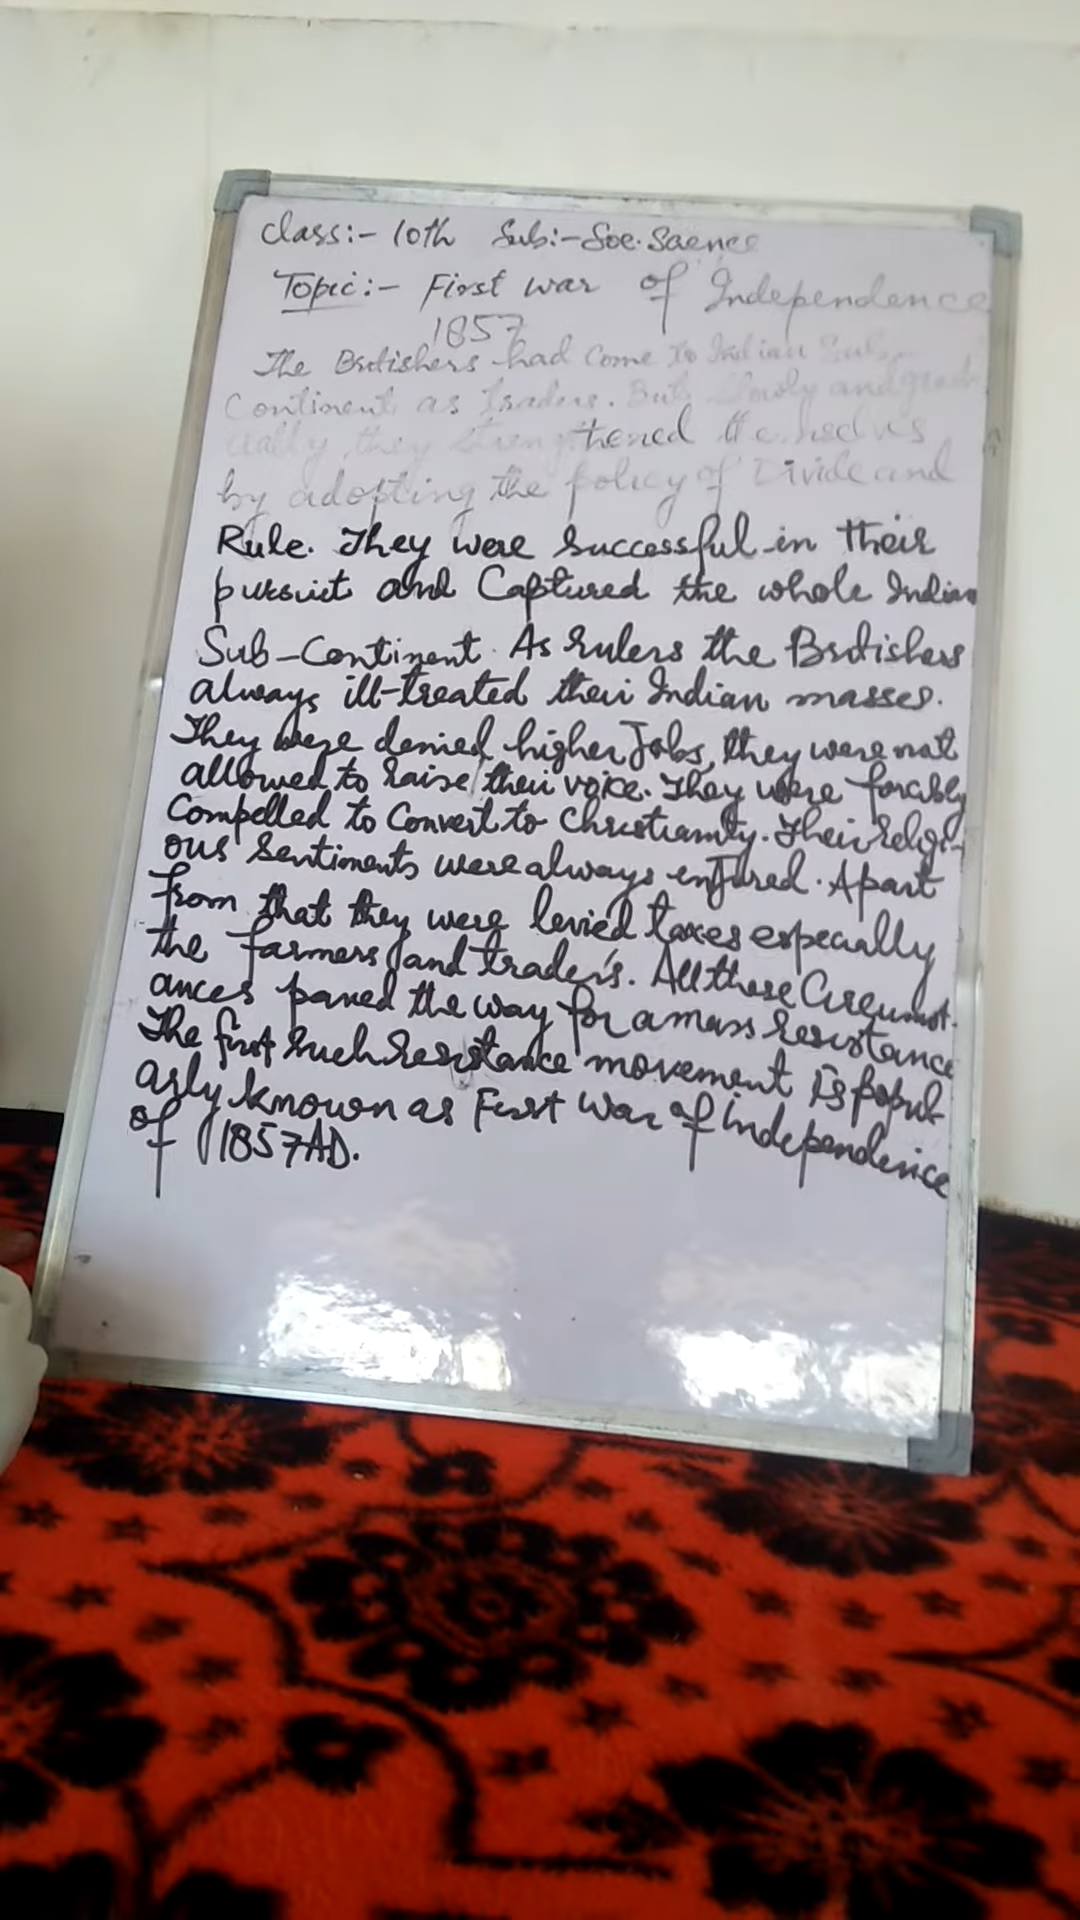 Class:- 10th Sub:- Soc. Science
Topic:- First war of Independence
1857
The Britishers had come to Indian Sub-
Continent as traders. But slowly and grad-
ually they strengthened themselves
by adopting the policy of Divide and
Rule. They were successful in their
pursuit and Captured the whole Indian
Sub-Continent. As rulers the Britishers
always ill-treated their Indian masses.
They were denied higher Jobs, they were not
allowed to raise their voice. They were forcibly
Compelled to Convert to Christianity. Their religi-
ous Sentiments were always enJured. Apart
from that they were levied taxes especially
the farmers and trader's. All these Circumst-
ances paved the way for a mass resistance
The first such resistance movement is popul-
arly known as First War of independence
of 1857AD.